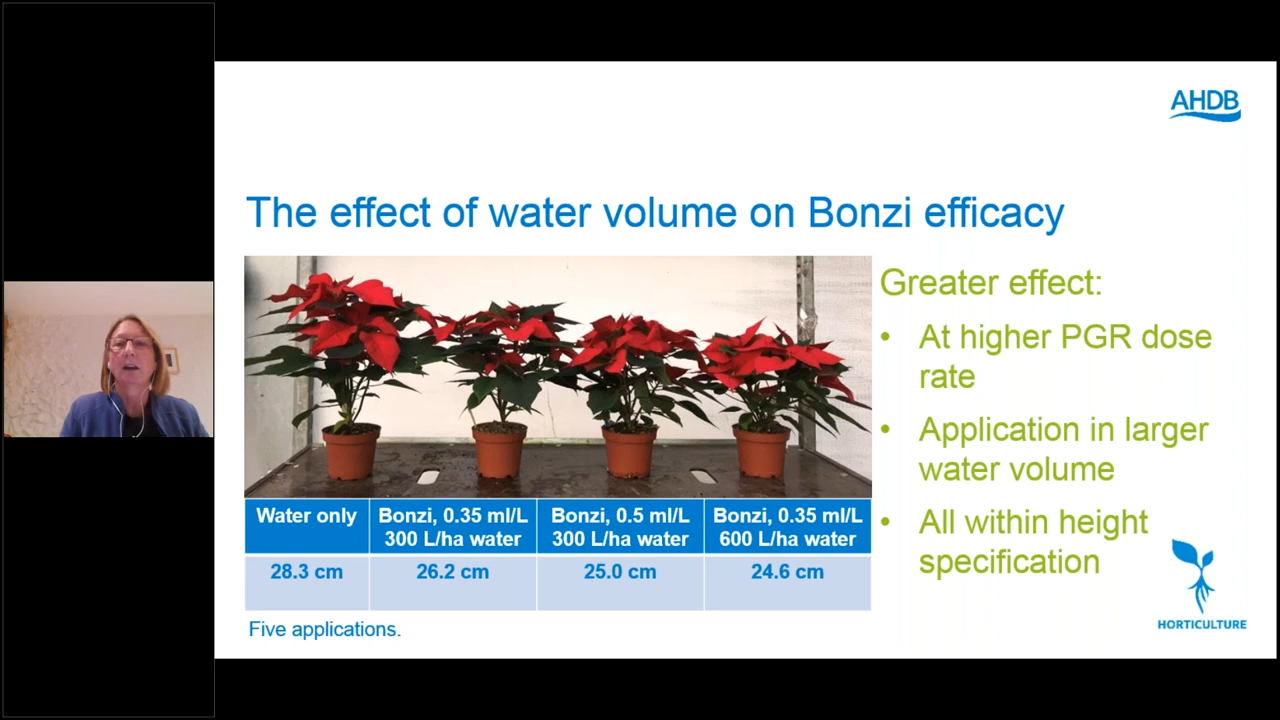 AHDB
The effect of water volume on Bonzi efficacy
Greater effect:
• At higher PGR dose
rate
• Application in larger
water volume
• All within height
specification
Water only
Bonzi, 0.35 ml/L
300 L/ha water
Bonzi, 0.5 ml/L
300 L/ha water
Bonzi, 0.35 ml/L
600 L/ha water
28.3 cm
26.2 cm
25.0 cm
24.6 cm
Five applications.
HORTICULTURE